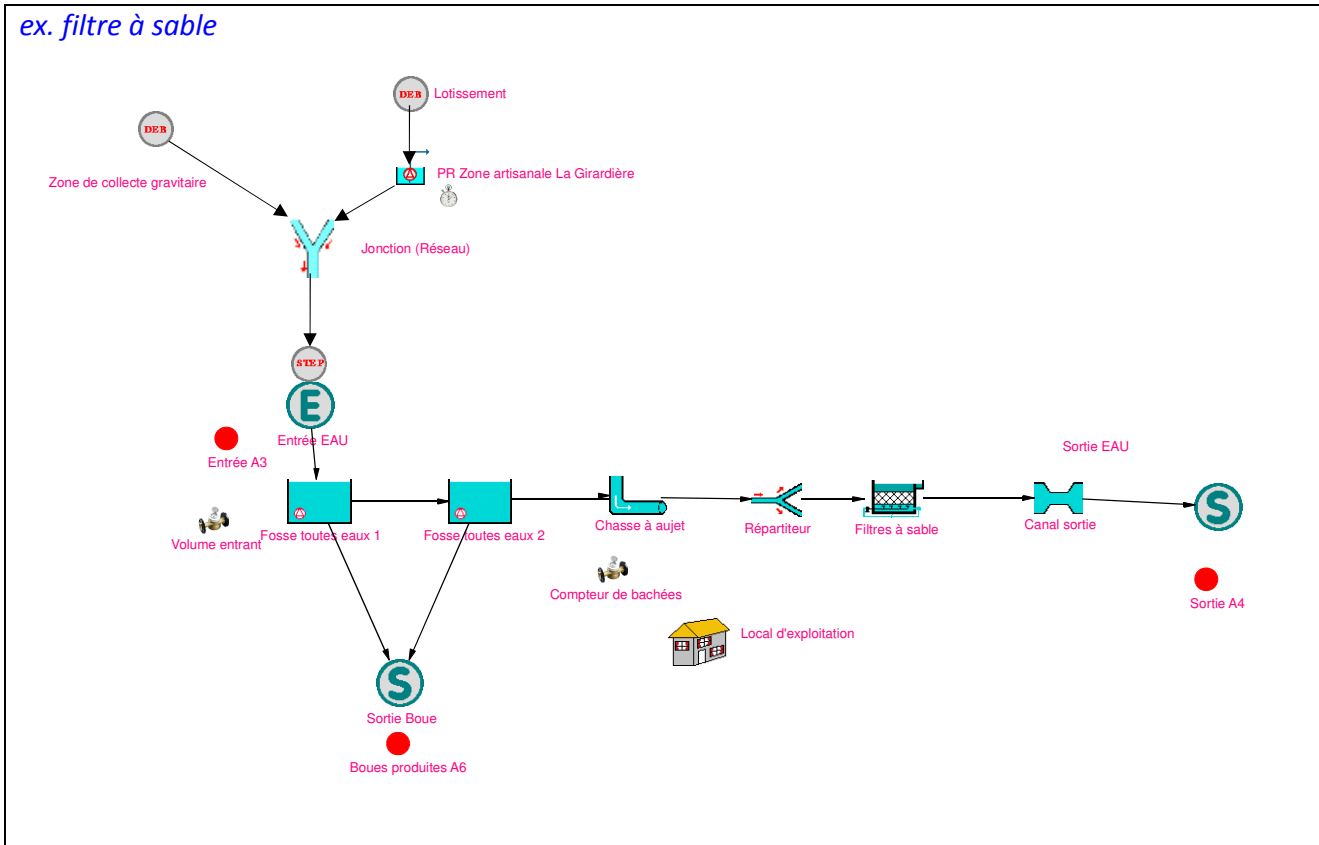 ex. filtre à sable
DEB
Lotissement
DEB
PR Zone artisanale La Girardière
Zone de collecte gravitaire
Jonction (Réseau)
STEP
E
Entrée EAU
Sortie EAU
Entrée A3
Volume entrant
Fosse toutes eaux 1
Fosse toutes eaux 2
Chasse à aujet
Répartiteur
Filtres à sable
Canal sortie
S
Compteur de bachées
Sortie A4
Local d'exploitation
S
Sortie Boue
Boues produites A6